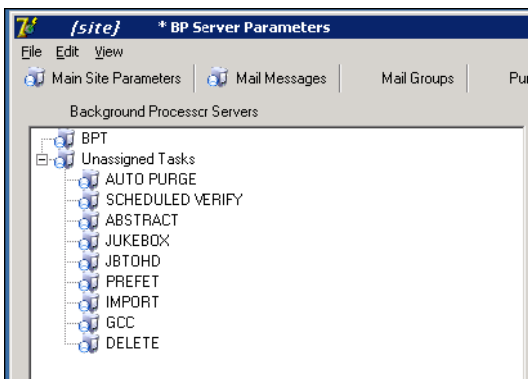 {site} * BP Server Parameters
File Edit View
Main Site Parameters Mail Messages Mail Groups Pur
Background Processor Servers
BPT
Unassigned Tasks
AUTO PURGE
SCHEDULED VERIFY
ABSTRACT
JUKEBOX
JBTOHD
PREFET
IMPORT
GCC
DELETE